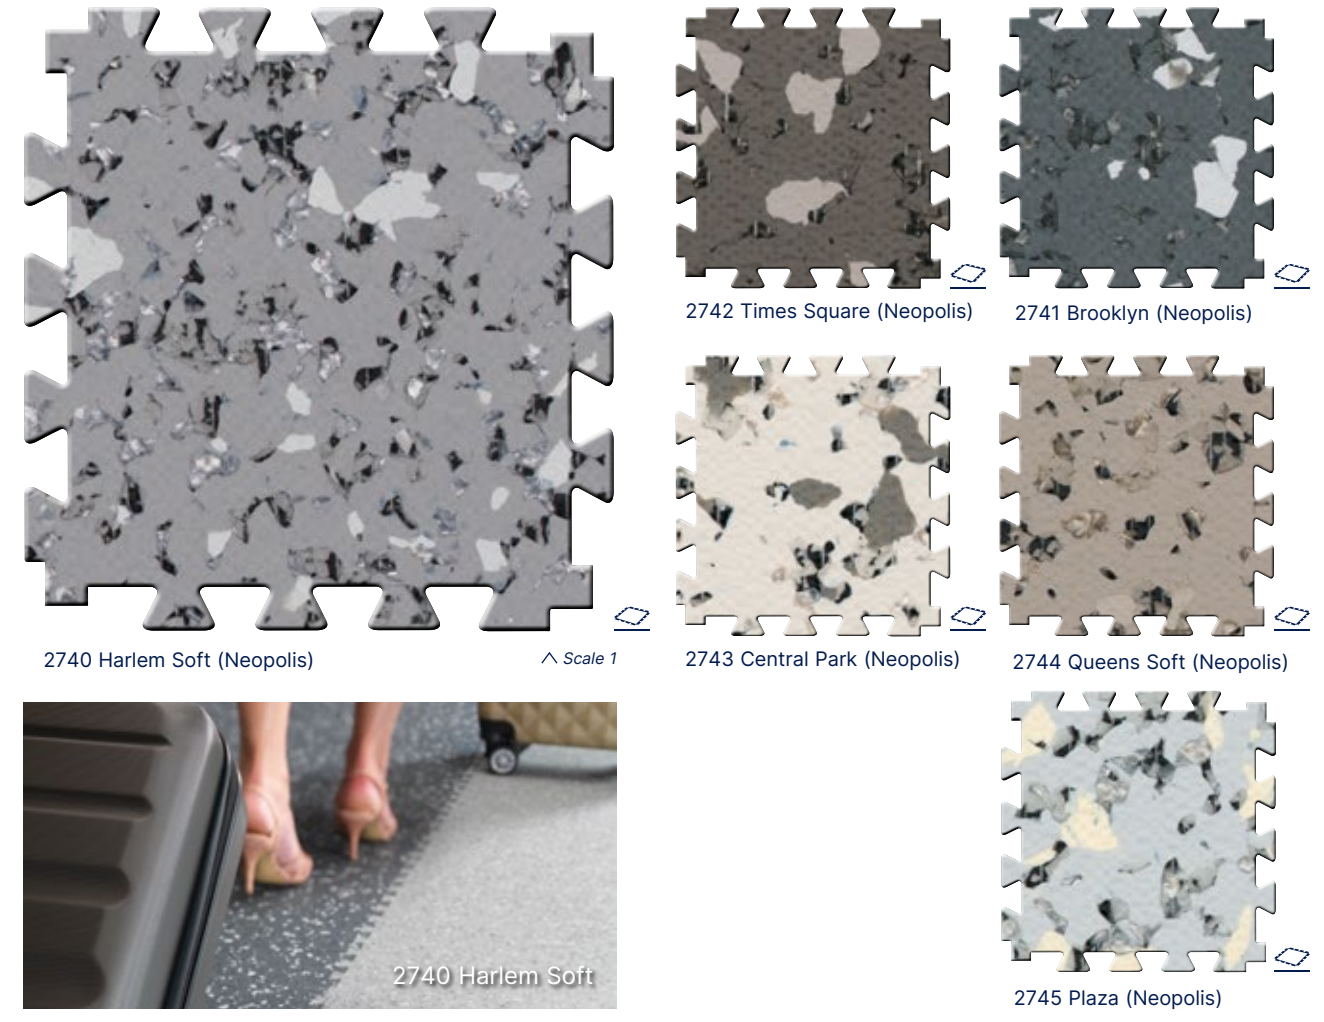 2742 Times Square (Neopolis)
2741 Brooklyn (Neopolis)
2740 Harlem Soft (Neopolis)
Scale 1
2743 Central Park (Neopolis)
2744 Queens Soft (Neopolis)
2740 Harlem Soft
2745 Plaza (Neopolis)